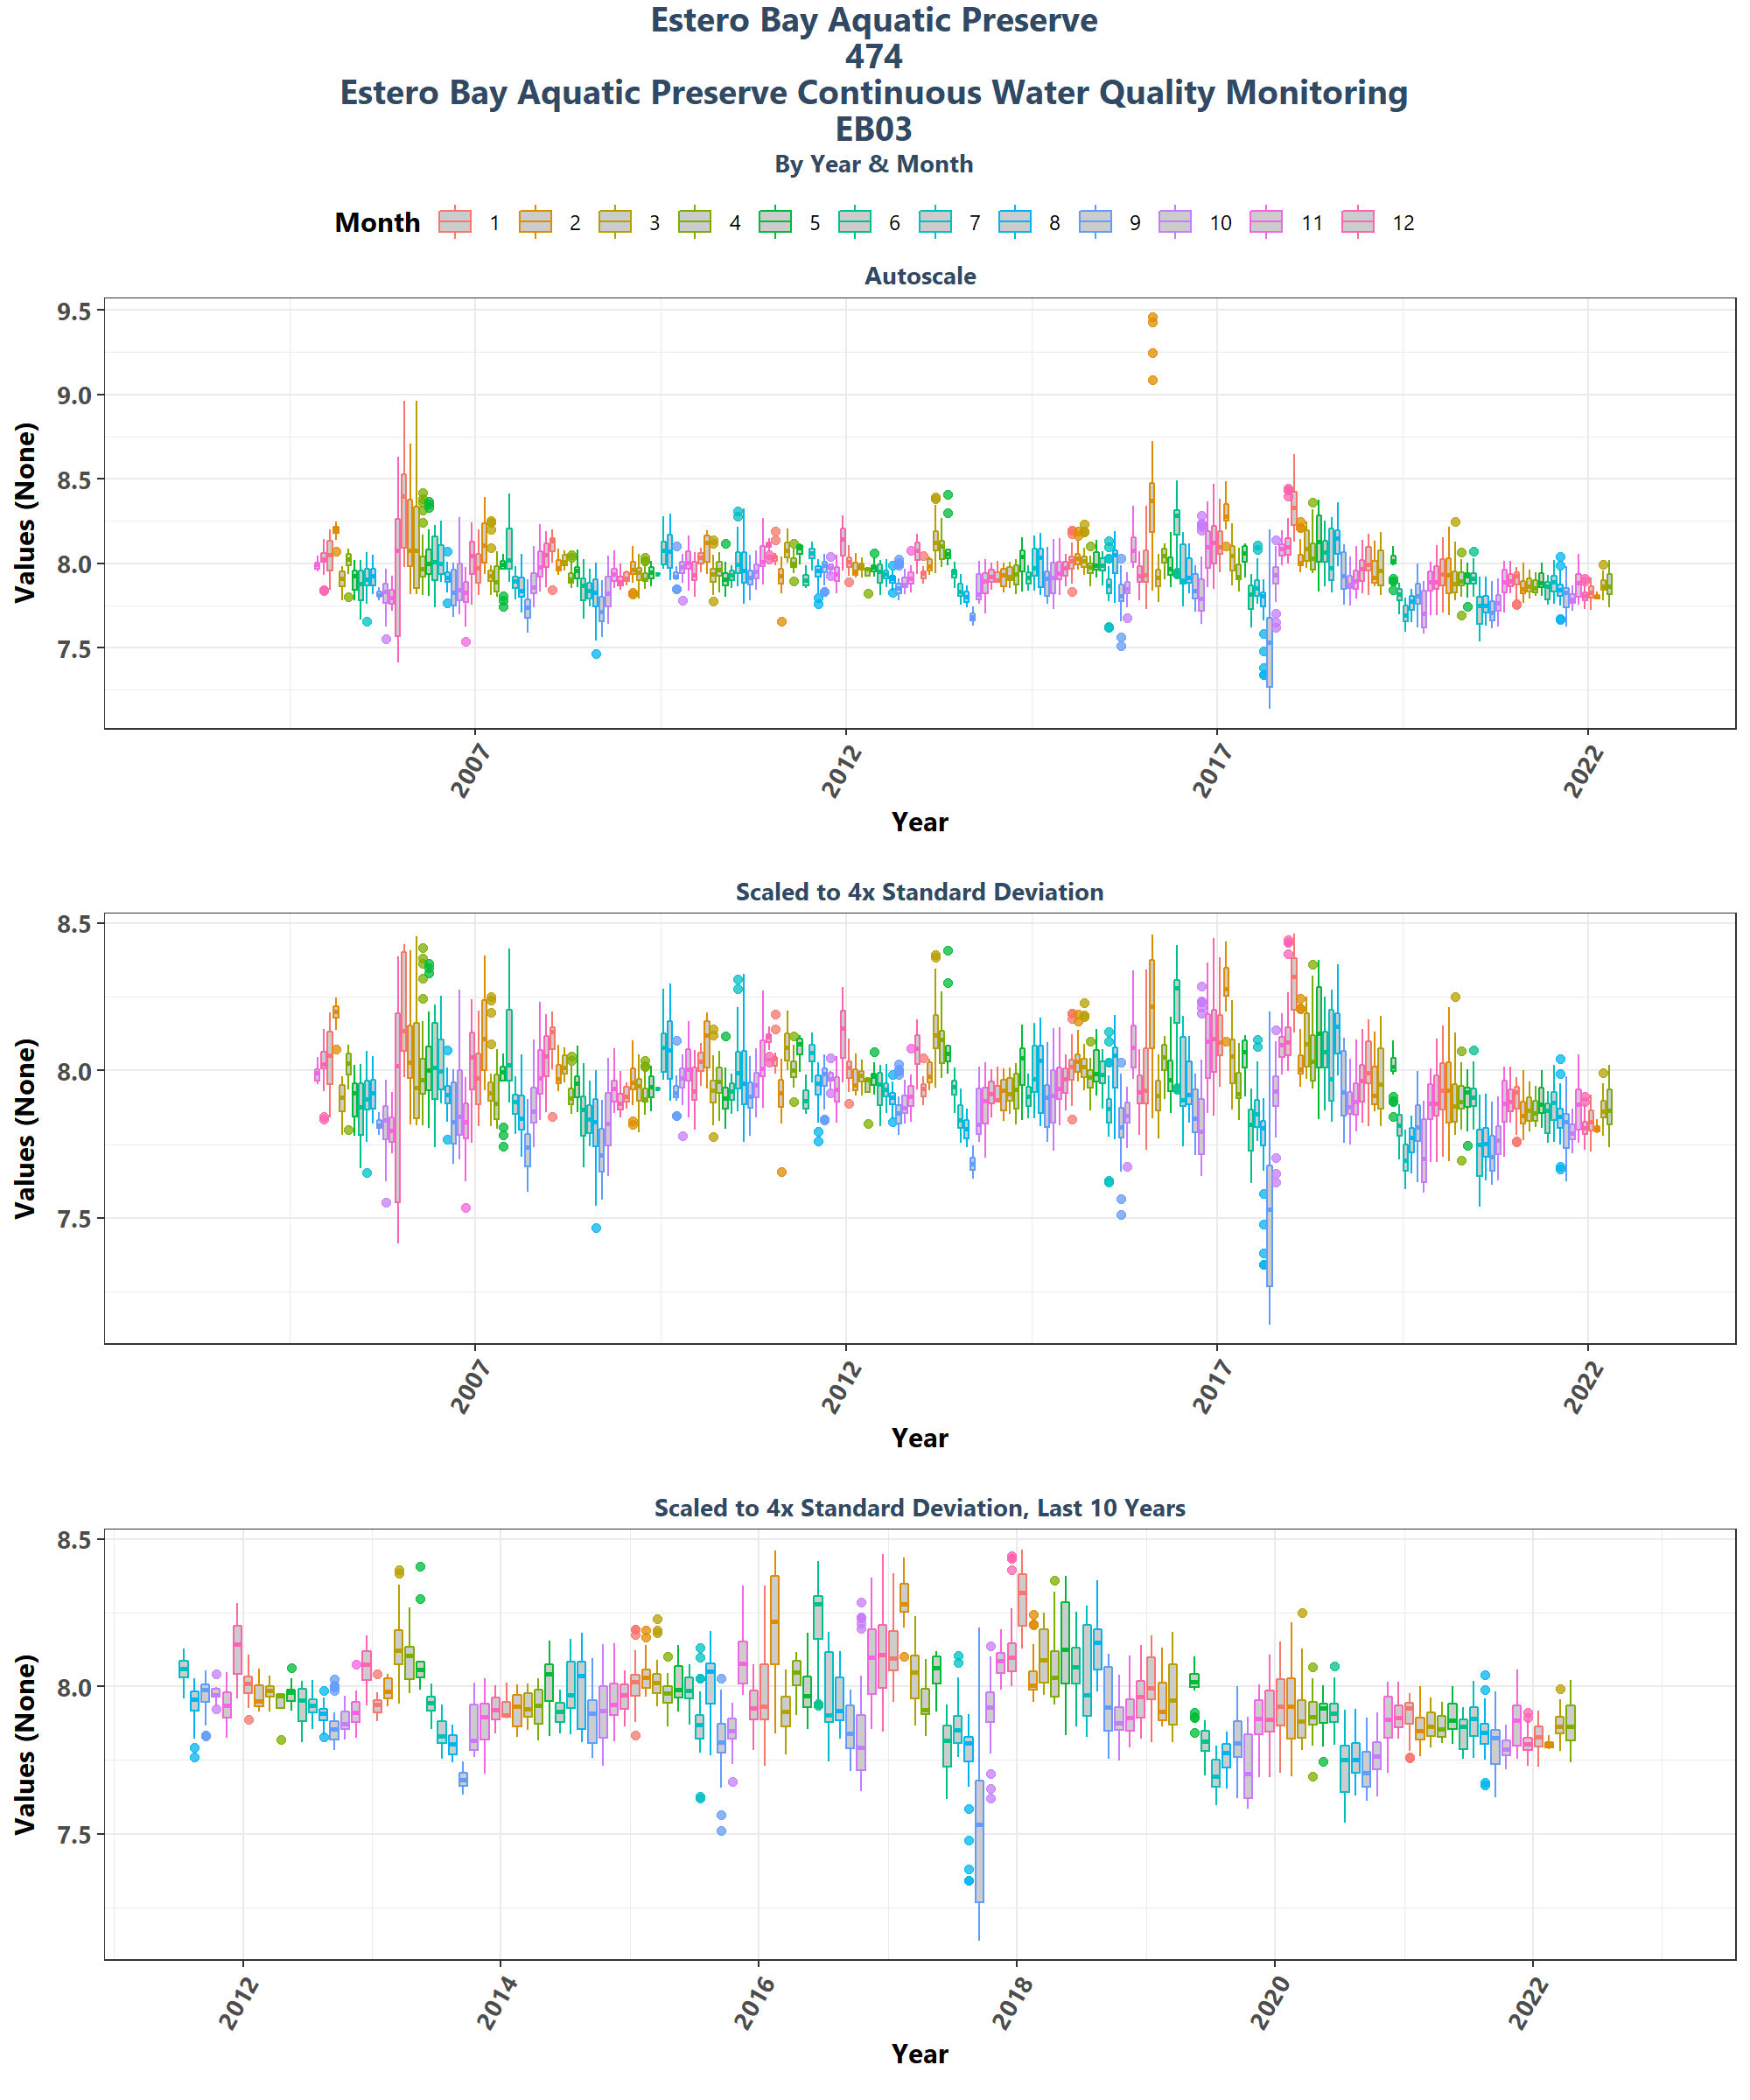 Estero Bay Aquatic Preserve
474
Estero Bay Aquatic Preserve Continuous Water Quality Monitoring
EB03
By Year & Month
Month 1 2 3 4 5 6 7 8 9 10 11 12
Autoscale
Values (None)
9.5
9.0
8.5
8.0
7.5
2007 2012 2017 2022
Year
Scaled to 4x Standard Deviation
Values (None)
8.5
8.0
7.5
2007 2012 2017 2022
Year
Scaled to 4x Standard Deviation, Last 10 Years
Values (None)
8.5
8.0
7.5
2012 2014 2016 2018 2020 2022
Year